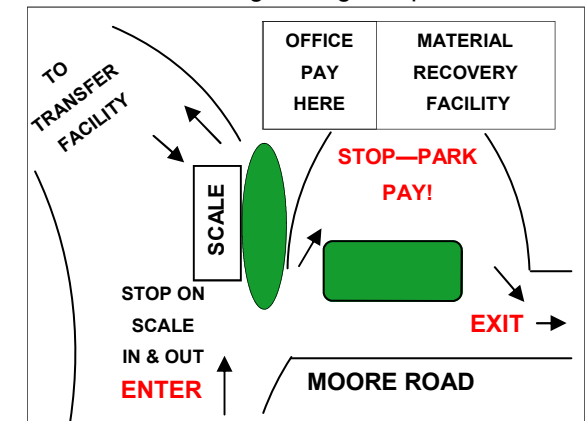 OFFICE
PAY
HERE
MATERIAL
RECOVERY
FACILITY
TO
TRANSFER
FACILITY
STOP—PARK
PAY!
SCALE
STOP ON
SCALE
IN & OUT
ENTER
EXIT
MOORE ROAD